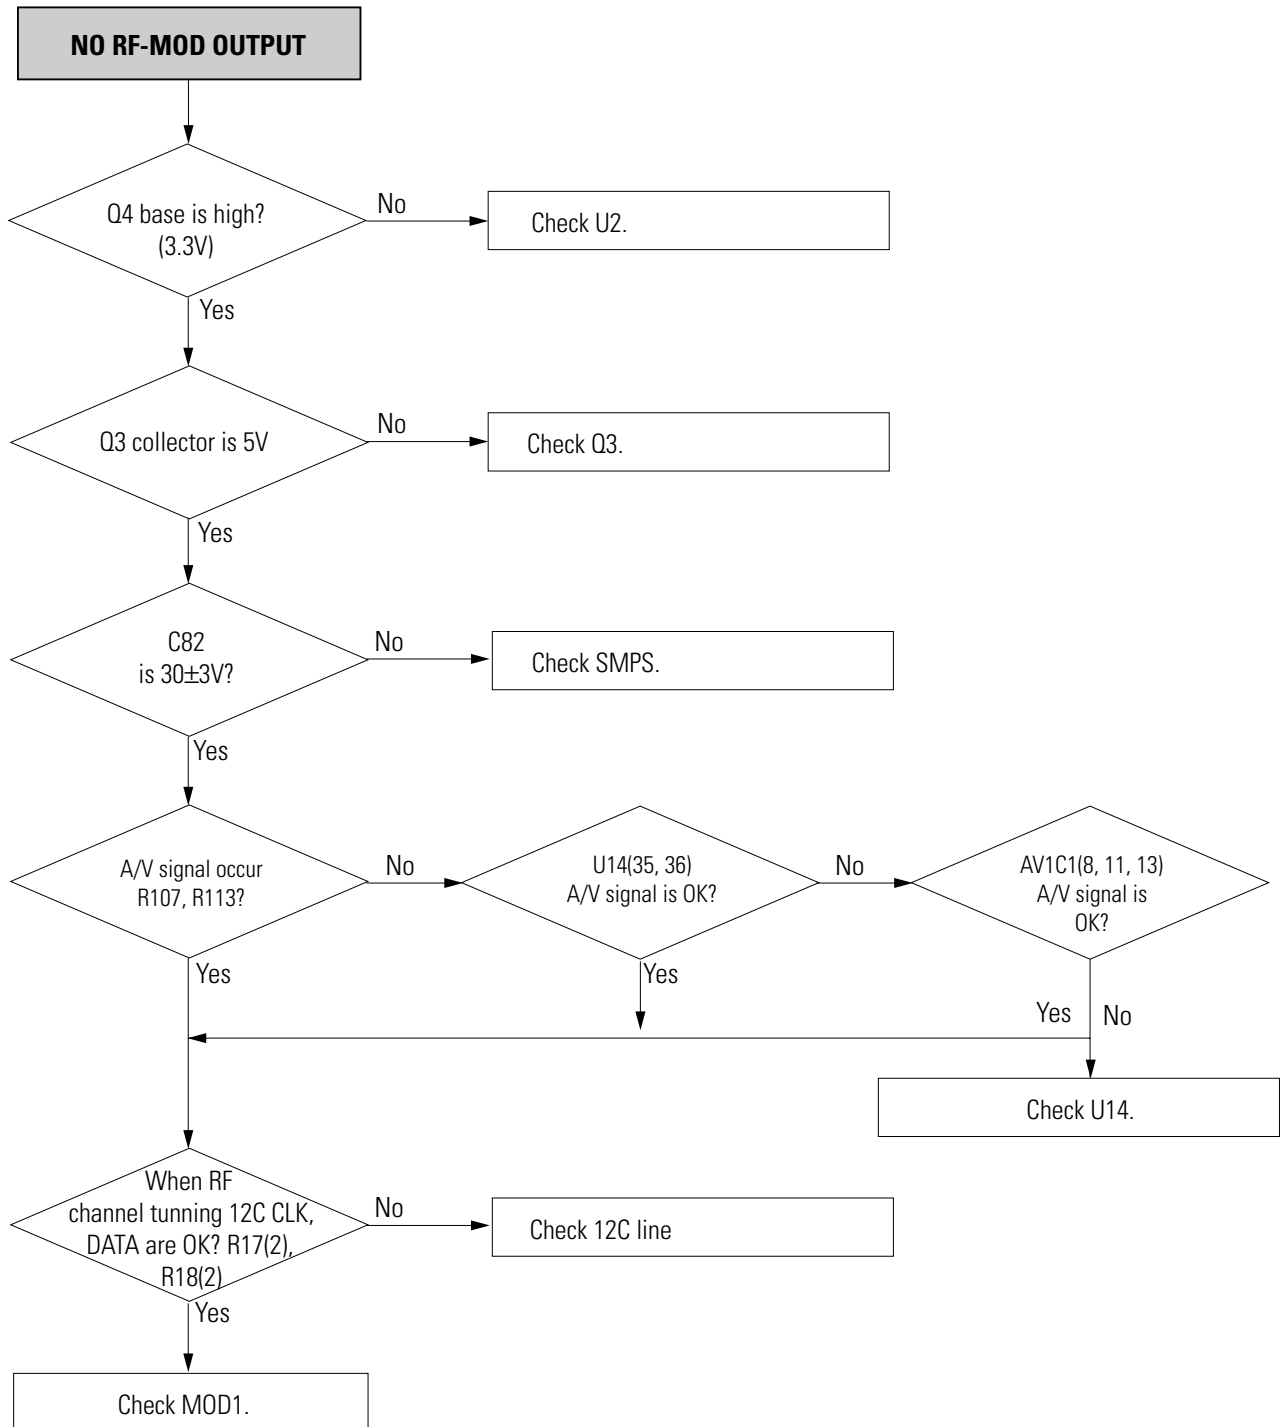 NO RF-MOD OUTPUT
Q4 base is high?
(3.3V)
No
Check U2.
Yes
Q3 collector is 5V
No
Check Q3.
Yes
C82
is 30±3V?
No
Check SMPS.
Yes
A/V signal occur
R107, R113?
No
U14(35, 36)
A/V signal is OK?
No
AV1C1(8, 11, 13)
A/V signal is
OK?
Yes
Yes
Yes
No
Check U14.
When RF
channel tunning 12C CLK,
DATA are OK? R17(2),
R18(2)
No
Check 12C line
Yes
Check MOD1.